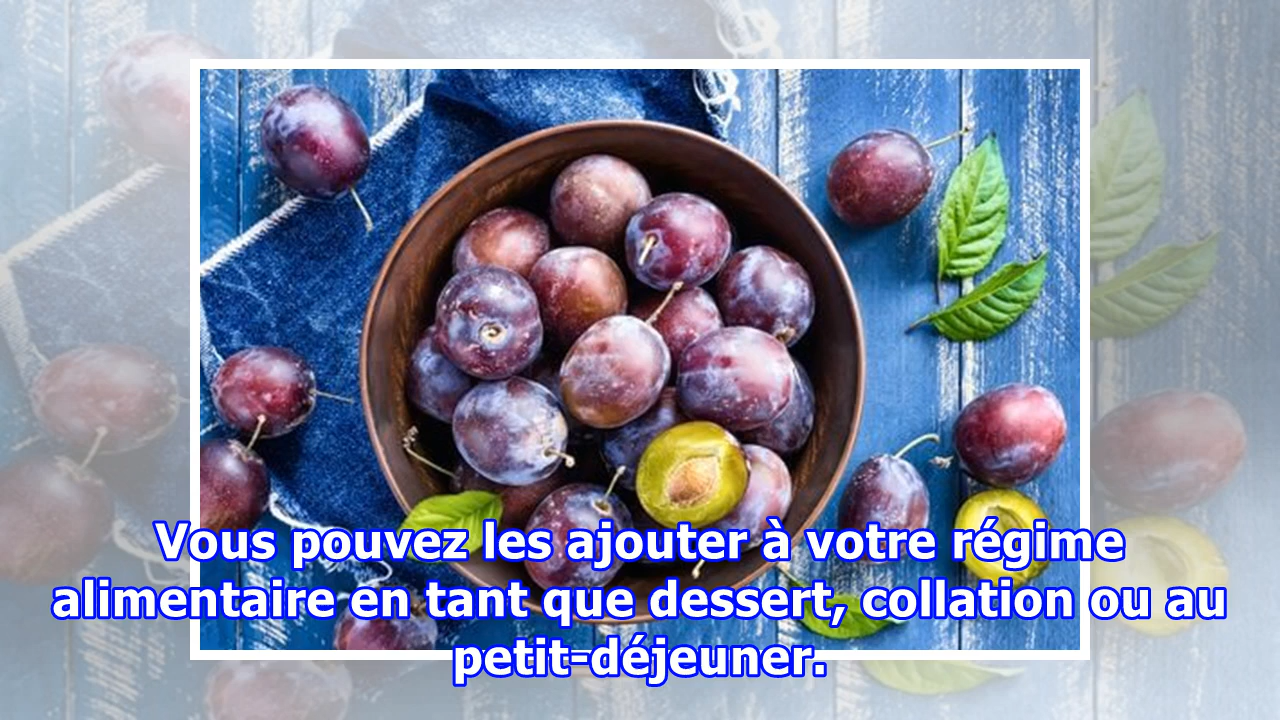 Vous pouvez les ajouter à votre régime
alimentaire en tant que dessert, collation ou au
petit-déjeuner.